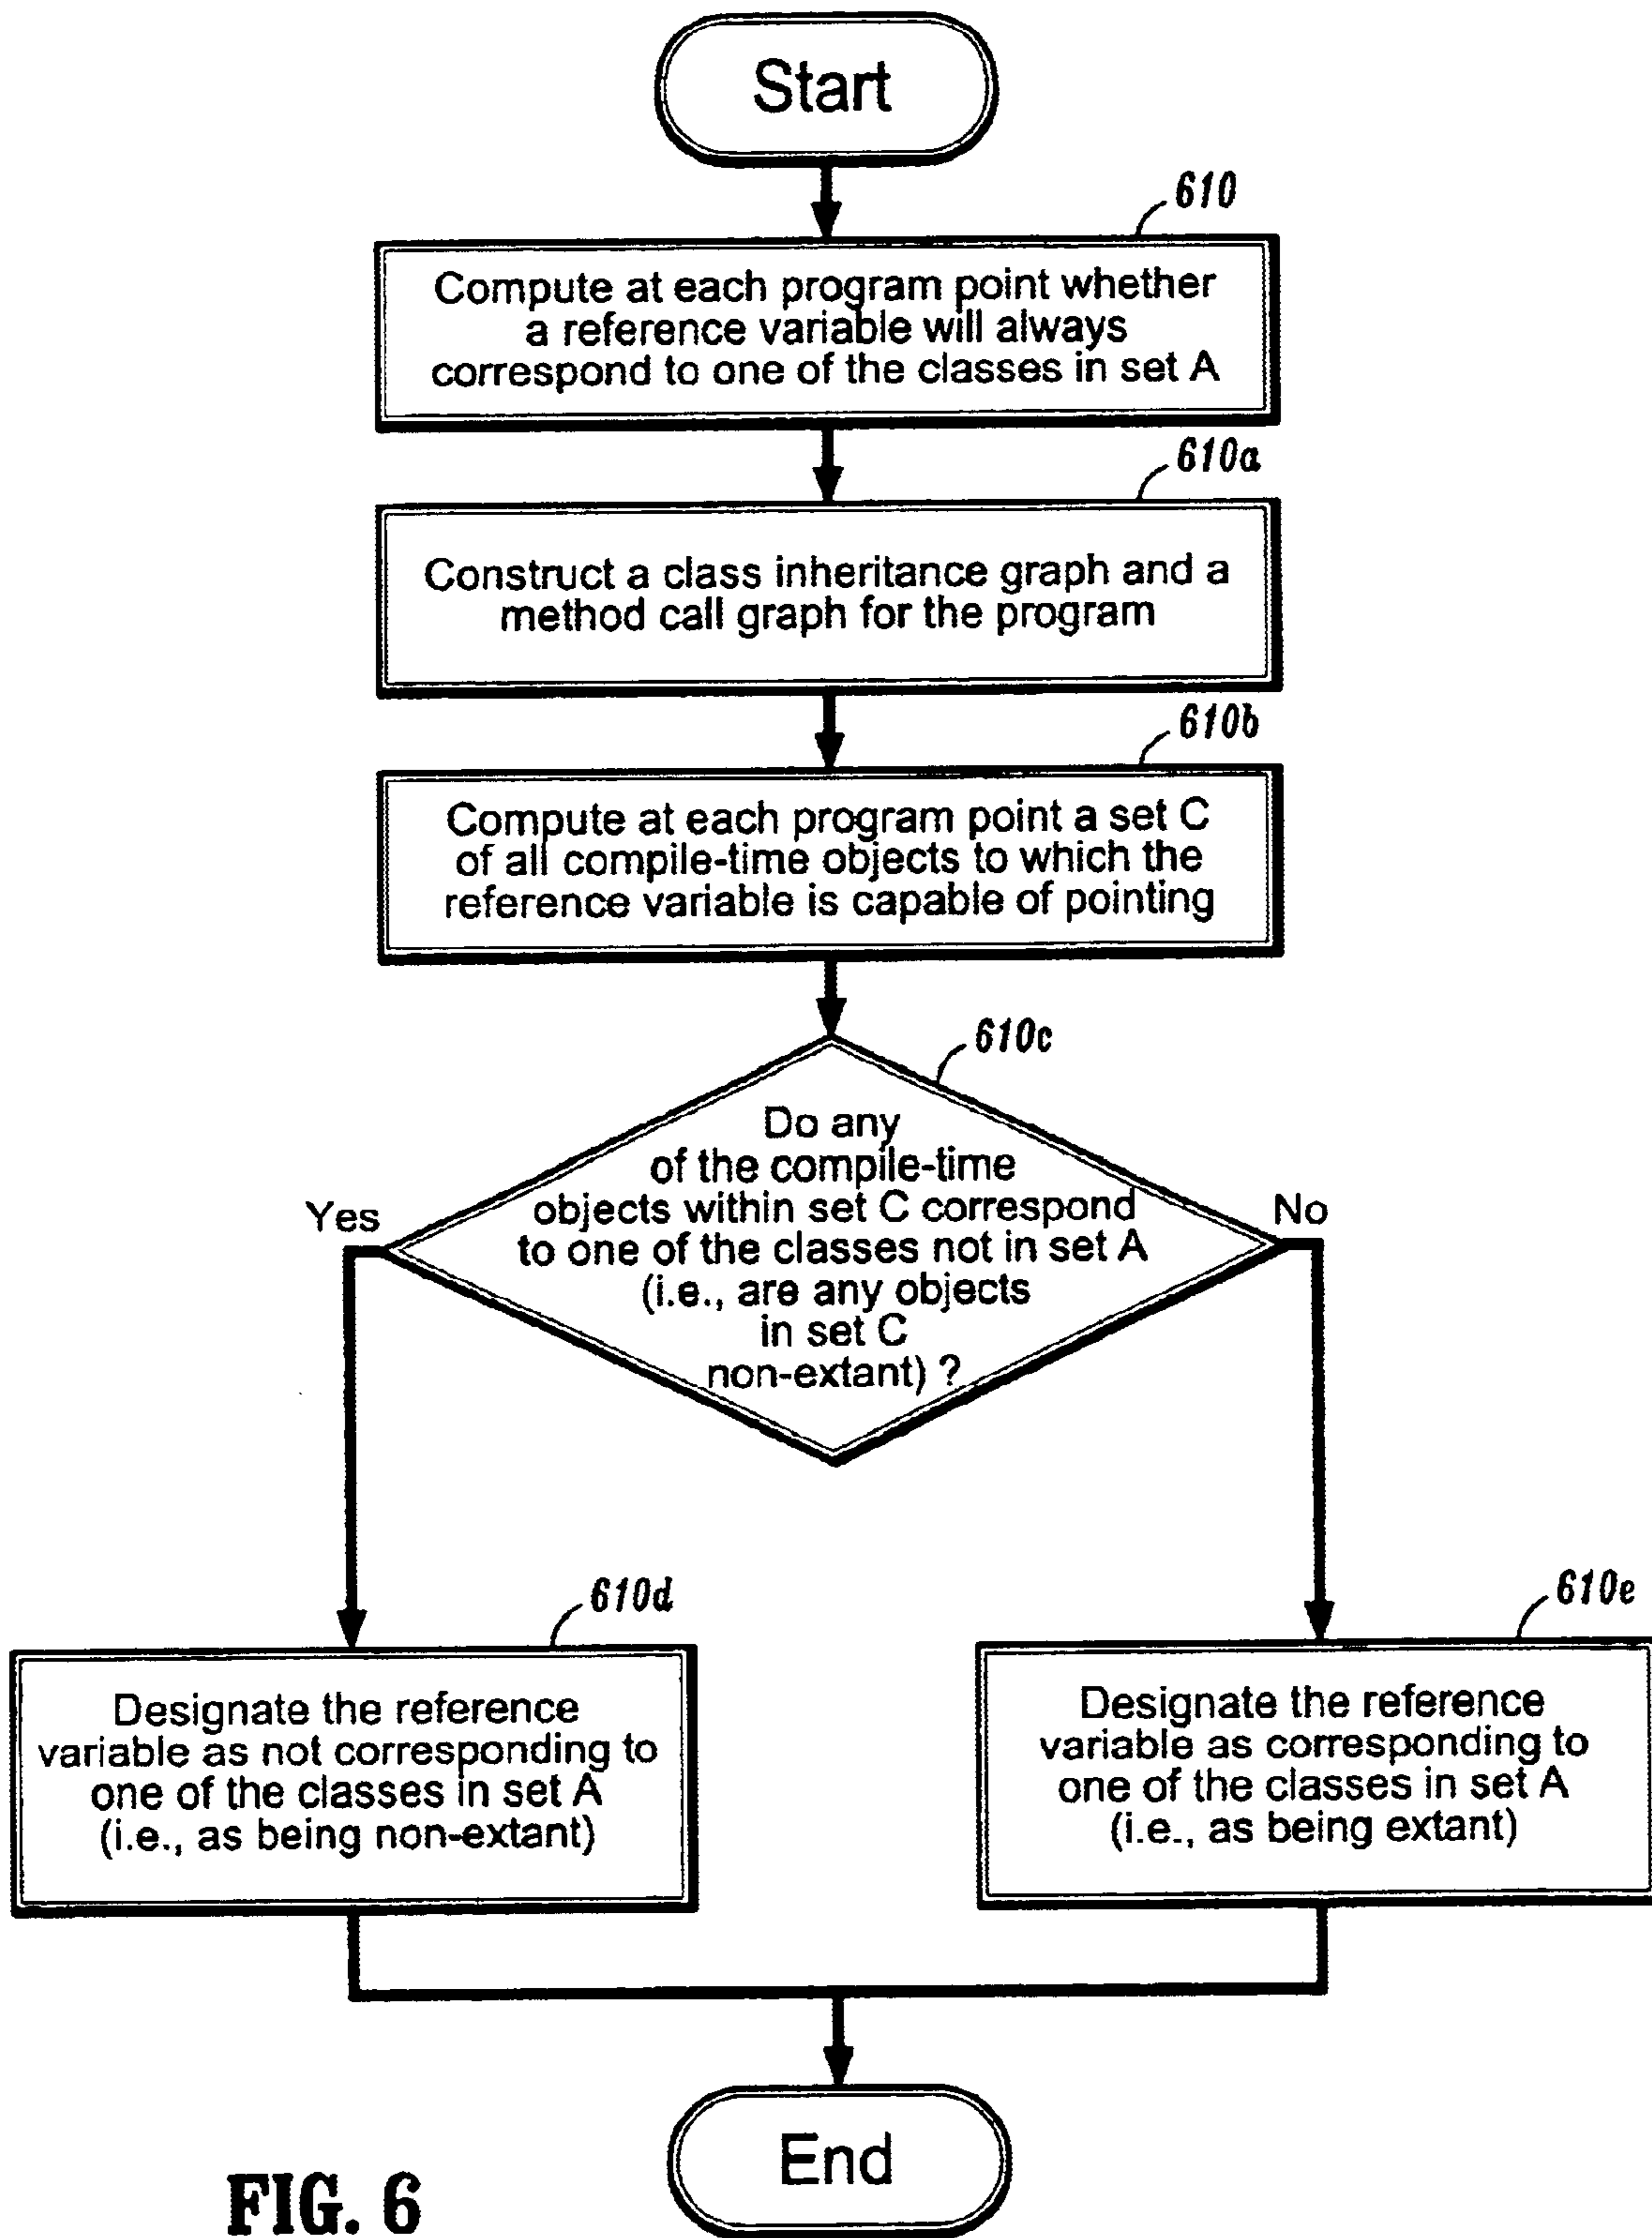 Start
610
Compute at each program point whether
a reference variable will always
correspond to one of the classes in set A
610a
Construct a class inheritance graph and a
method call graph for the program
610b
Compute at each program point a set C
of all compile-time objects to which the
reference variable is capable of pointing
610c
Do any
of the compile-time
objects within set C correspond
to one of the classes not in set A
(i.e., are any objects
in set C
non-extant) ?
Yes
No
610d
Designate the reference
variable as not corresponding to
one of the classes in set A
(i.e., as being non-extant)
610e
Designate the reference
variable as corresponding to
one of the classes in set A
(i.e., as being extant)
End
FIG. 6